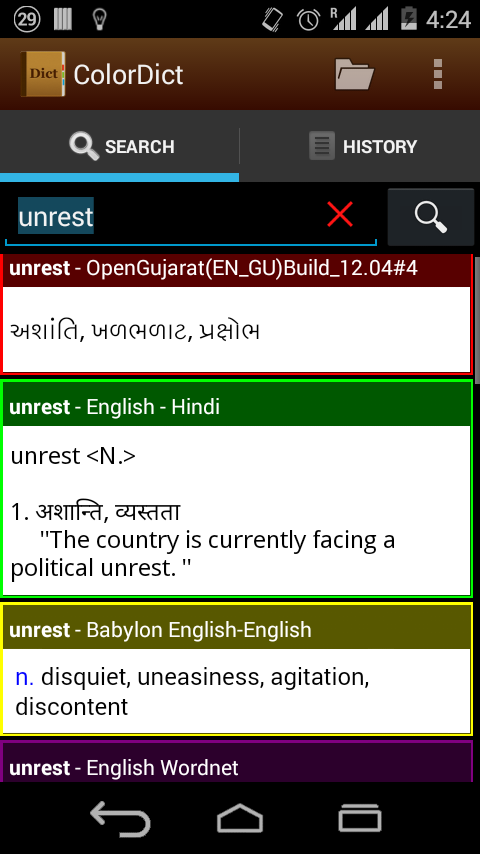 29
R
4:24
Dict
ColorDict
SEARCH
HISTORY
unrest
unrest - OpenGujarat(EN_GU)Build_12.04#4
અશાંતિ, ખળભળાટ, પ્રક્ષોભ
unrest - English - Hindi
unrest <N.>
1. अशान्ति, व्यस्तता
"The country is currently facing a
political unrest. "
unrest - Babylon English-English
n. disquiet, uneasiness, agitation,
discontent
unrest - English Wordnet